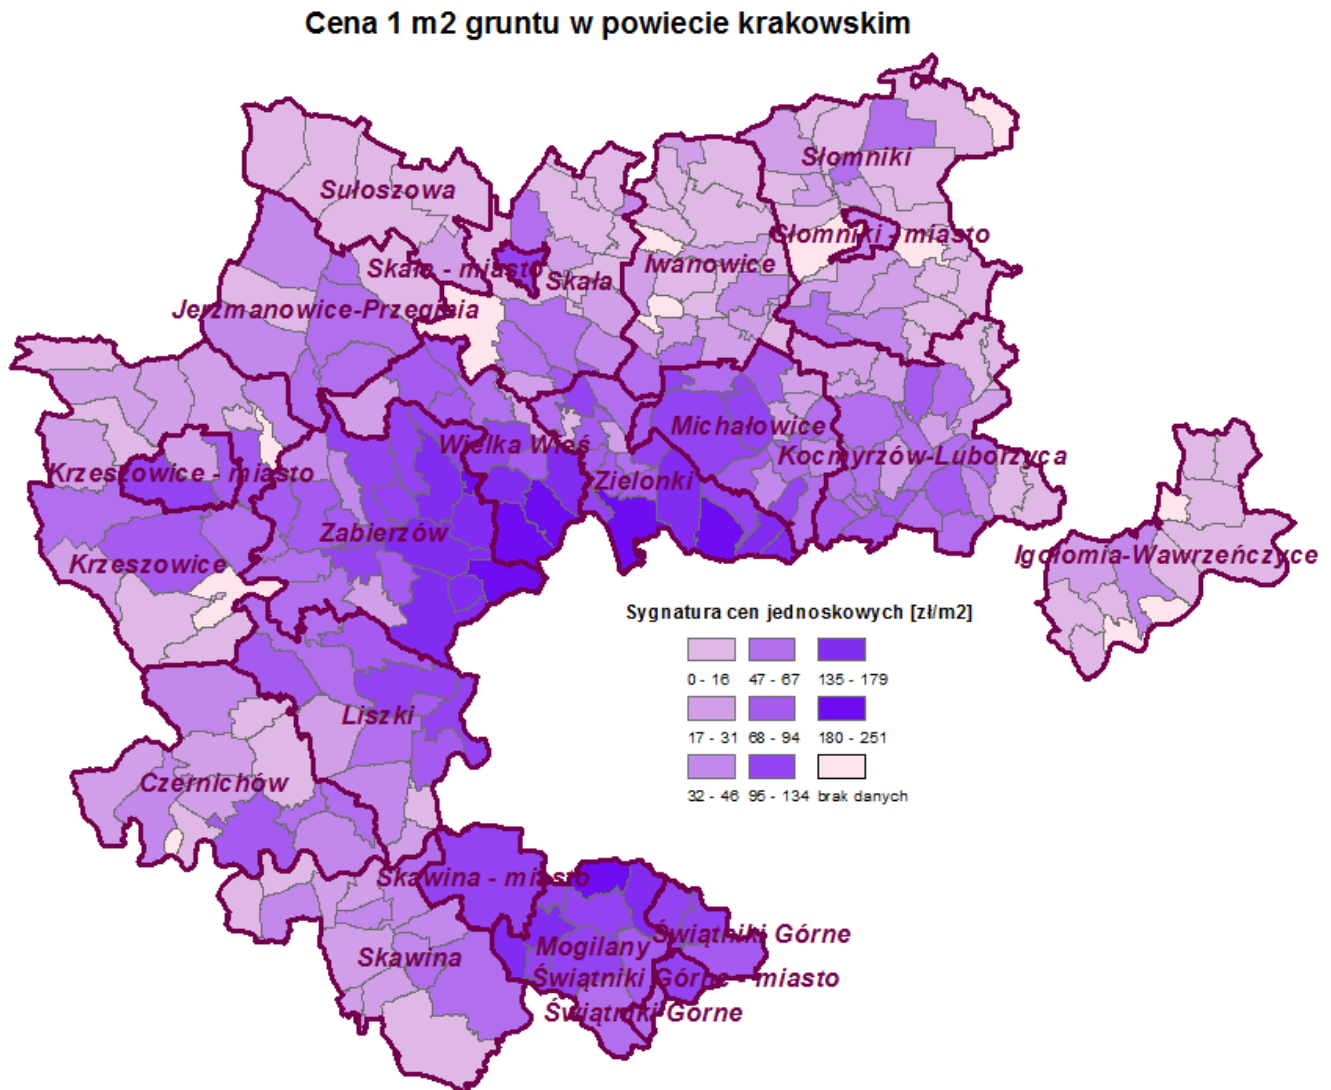 Cena 1 m2 gruntu w powiecie krakowskim
Słomniki
Sułoszowa
Słomniki - miasto
Skała - miasto
Iwanowice
Skała
Jerzmanowice-Przeginia
Michałowice
Wielka Wieś
Kocmyrzów-Luborzyca
Krzeszowice - miasto
Zielonki
Zabierzów
Igołomia-Wawrzeńczyce
Krzeszowice
Sygnatura cen jednoskowych [zł/m2]
0 - 16 47 - 67 135 - 179
17 - 31 68 - 94 180 - 251
32 - 46 95 - 134 brak danych
Liszki
Czernichów
Skawina - miasto
Świątniki Górne
Mogilany
Skawina
Świątniki Górne - miasto
Świątniki Górne